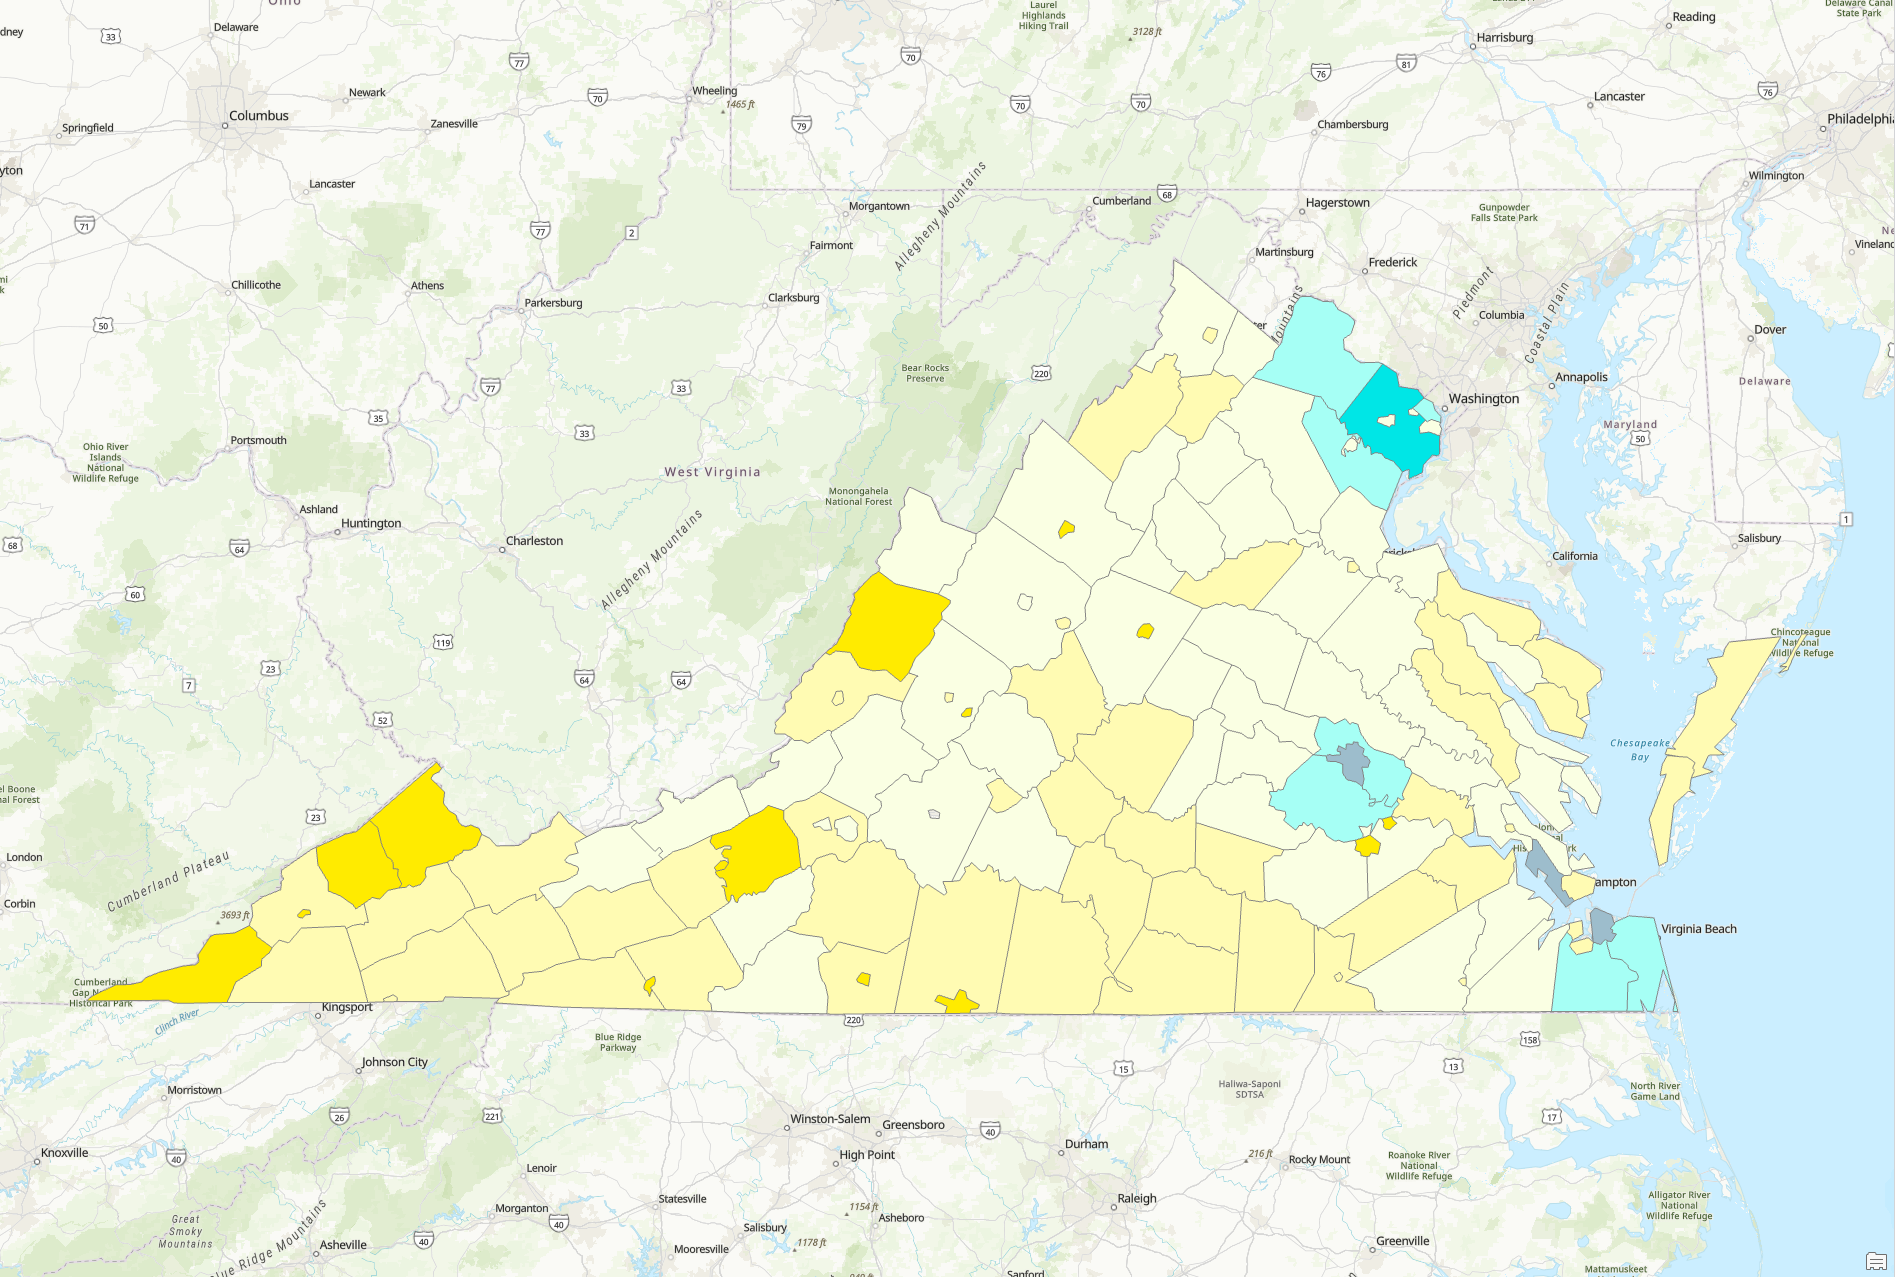 Ohio
Laurel
Highlands
Hiking Trail
Delaware Canal
State Park
Reading
Delaware
33
3128 ft
Harrisburg
77
70
76
81
Newark
70
Wheeling
1465 ft
70
70
Lancaster
76
Columbus
Springfield
Zanesville
79
Chambersburg
Philadelphia
Lancaster
Wilmington
Morgantown
Cumberland
68
Hagerstown
Gunpowder
Falls State Park
71
77
2
Fairmont
Allegheny Mountains
Martinsburg
Frederick
Vineland
Chillicothe
Athens
Parkersburg
Clarksburg
Piedmont
Columbia
Coastal Plain
50
Dover
Bear Rocks
Preserve
220
77
33
Annapolis
Delaware
35
Washington
33
Maryland
50
Ohio River
Islands
National
Wildlife Refuge
Portsmouth
West Virginia
Monongahela
National Forest
Ashland
Huntington
Charleston
Allegheny Mountains
1
68
64
Salisbury
California
60
119
Chincoteague
National
Wildlife Refuge
23
7
64
64
52
Chesapeake
Bay
23
London
Cumberland Plateau
Corbin
3693 ft
Virginia Beach
Cumberland
Historical Park
Kingsport
Clinch River
220
Blue Ridge
Parkway
158
Johnson City
15
13
Morristown
Haliwa-Saponi
SDTSA
North River
Game Land
26
221
Winston-Salem
Greensboro
40
17
Knoxville
40
Durham
High Point
216 ft
Rocky Mount
Roanoke River
National
Wildlife Refuge
Lenoir
Statesville
Raleigh
Alligator River
National
Wildlife Refuge
Morganton
40
1154 ft
Asheboro
Great
Smoky
Mountains
Blue Ridge Mountains
Asheville
40
Salisbury
1178 ft
Mooresville
Greenville
Sanford
Mattamuskeet